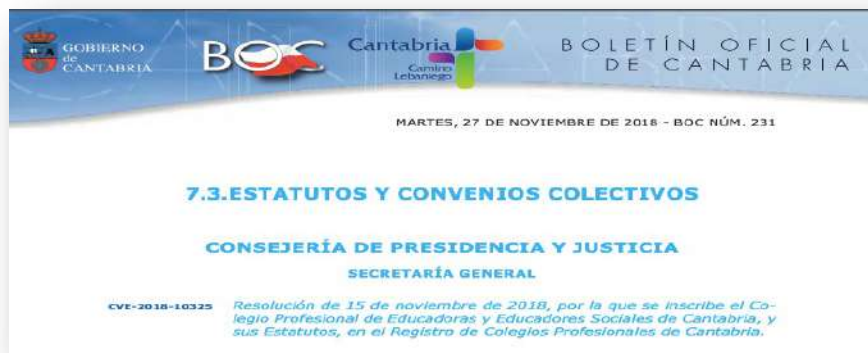 GOBIERNO
de
CANTABRIA
BOC
Cantabria
Camino
Lebaniego
BOLETÍN OFICIAL
DE CANTABRIA
MARTES, 27 DE NOVIEMBRE DE 2018 - BOC NÚM. 231
7.3.ESTATUTOS Y CONVENIOS COLECTIVOS
CONSEJERÍA DE PRESIDENCIA Y JUSTICIA
SECRETARÍA GENERAL
CVE-2018-10325 Resolución de 15 de noviembre de 2018, por la que se inscribe el Co-
legio Profesional de Educadoras y Educadores Sociales de Cantabria, y
sus Estatutos, en el Registro de Colegios Profesionales de Cantabria.